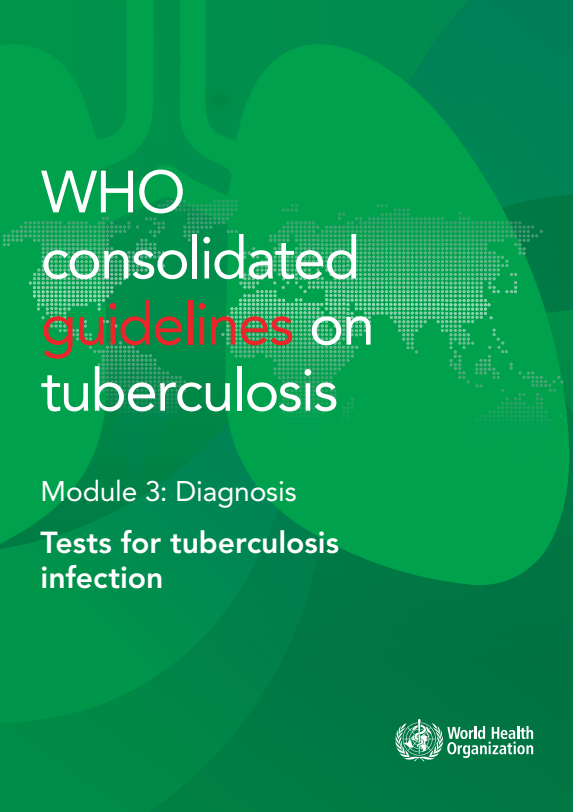 WHO
consolidated
guidelines on
tuberculosis
Module 3: Diagnosis
Tests for tuberculosis
infection
World Health
Organization